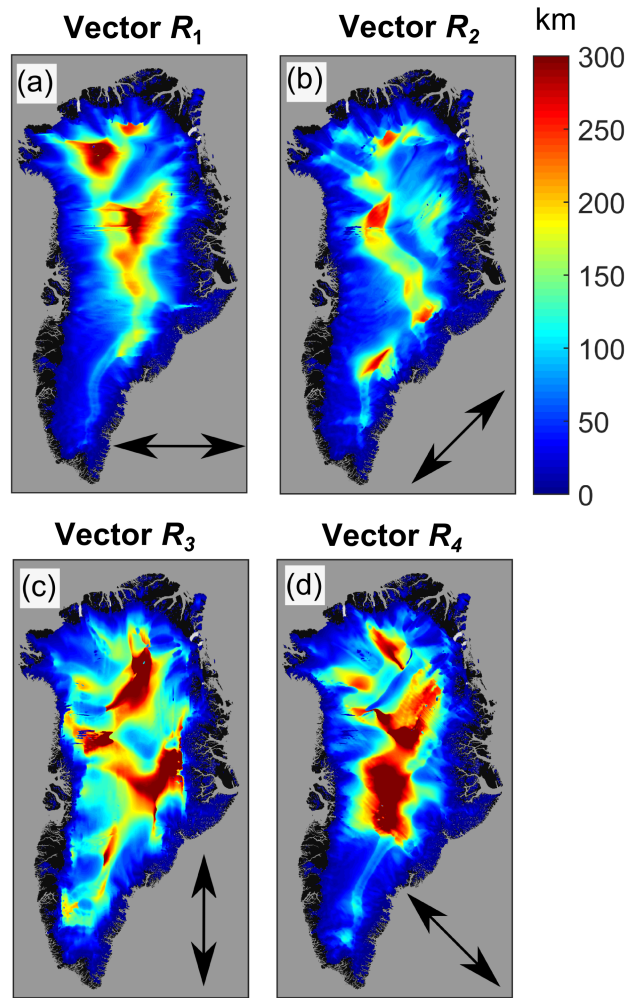 Vector R1
Vector R2
km
(a)
(b)
300
250
200
150
100
50
0
Vector R3
Vector R4
(c)
(d)